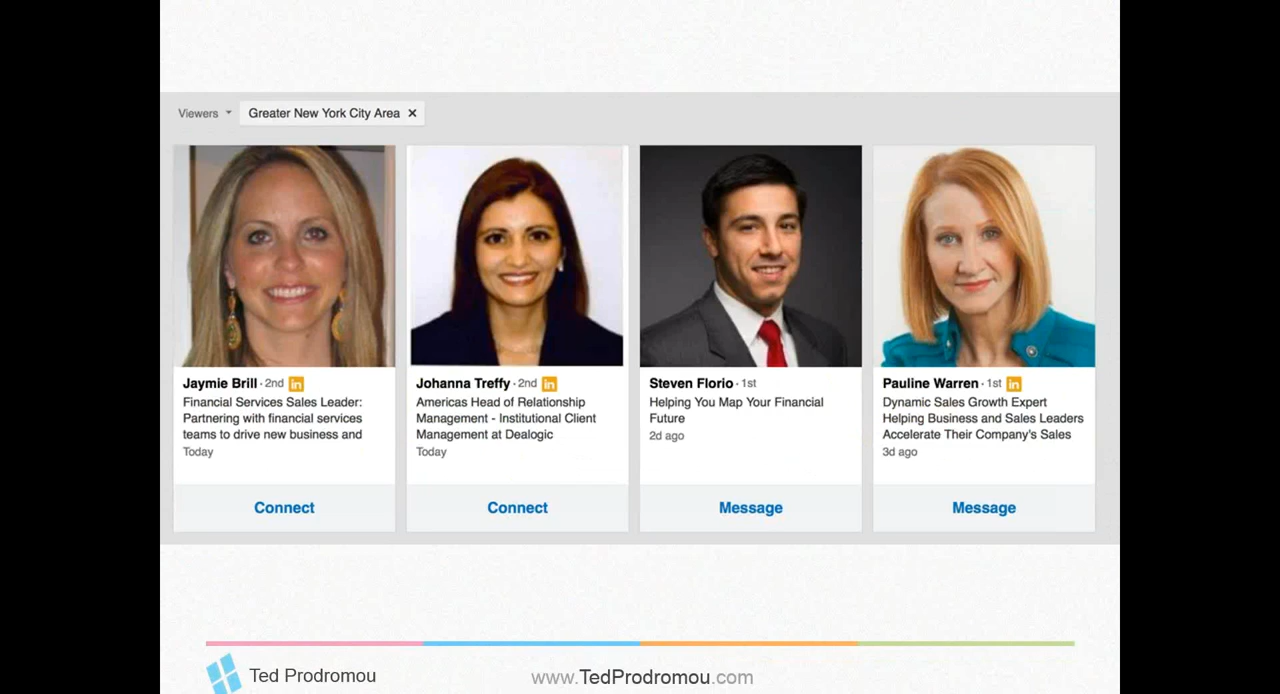 Viewers
Greater New York City Area ✕
Jaymie Brill · 2nd in
Financial Services Sales Leader:
Partnering with financial services
teams to drive new business and
Today
Connect
Johanna Treffy · 2nd in
Americas Head of Relationship
Management - Institutional Client
Management at Dealogic
Today
Connect
Steven Florio · 1st
Helping You Map Your Financial
Future
2d ago
Message
Pauline Warren · 1st in
Dynamic Sales Growth Expert
Helping Business and Sales Leaders
Accelerate Their Company's Sales
3d ago
Message
Ted Prodromou
www.TedProdromou.com